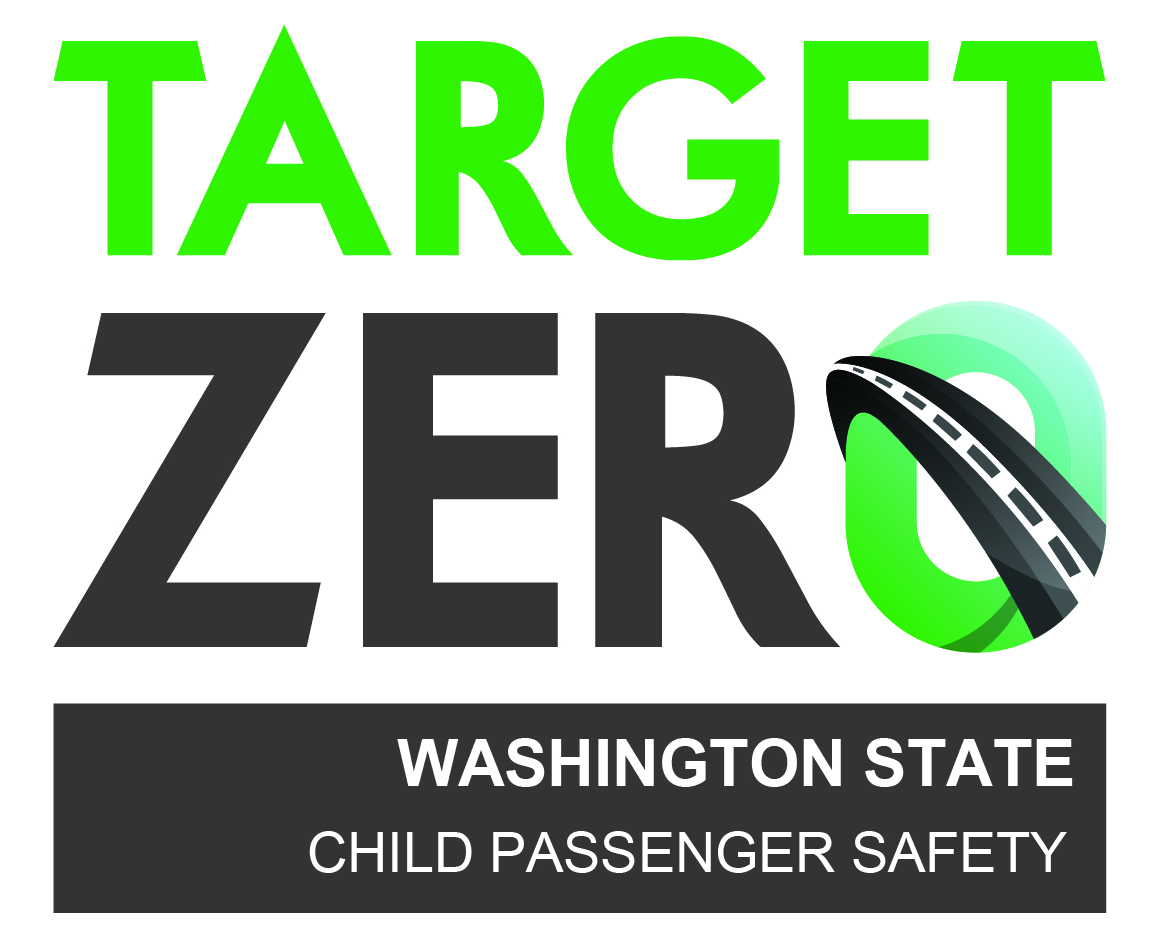 TARGET
ZERO
WASHINGTON STATE
CHILD PASSENGER SAFETY